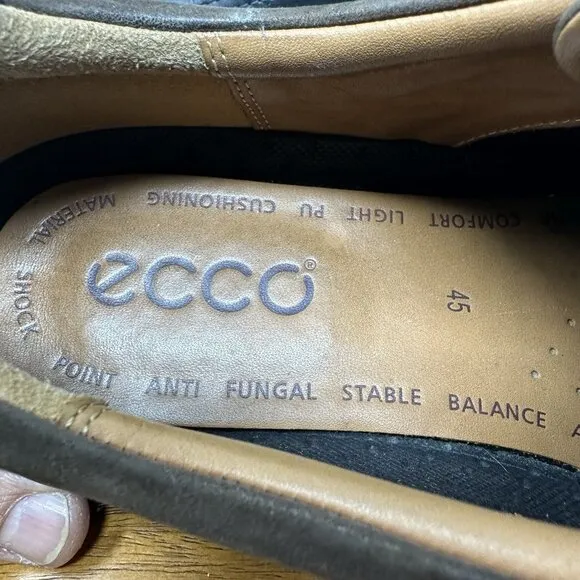 COMFORT LIGHT PU CUSHIONING MATERIAL SHOCK POINT ANTI FUNGAL STABLE BALANCE
ecco®
45